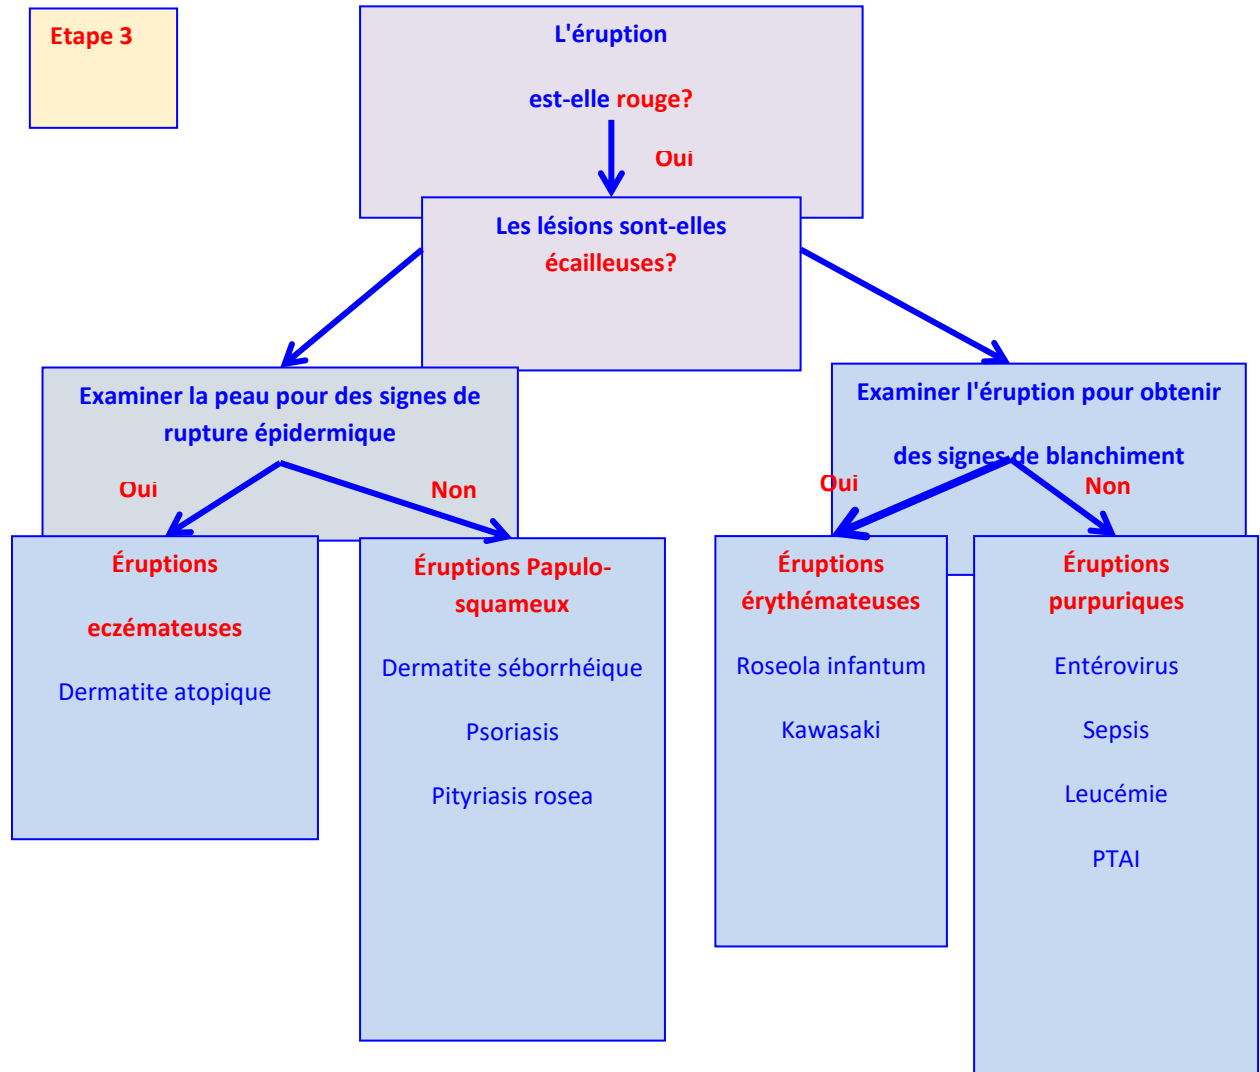 Etape 3
L'éruption
est-elle rouge?
Oui
Les lésions sont-elles
écailleuses?
Examiner la peau pour des signes de
rupture épidermique
Oui
Non
Examiner l'éruption pour obtenir
des signes de blanchiment
Oui
Non
Éruptions
eczémateuses
Dermatite atopique
Éruptions Papulo-
squameux
Dermatite séborrhéique
Psoriasis
Pityriasis rosea
Éruptions
érythémateuses
Roseola infantum
Kawasaki
Éruptions
purpuriques
Entérovirus
Sepsis
Leucémie
PTAI